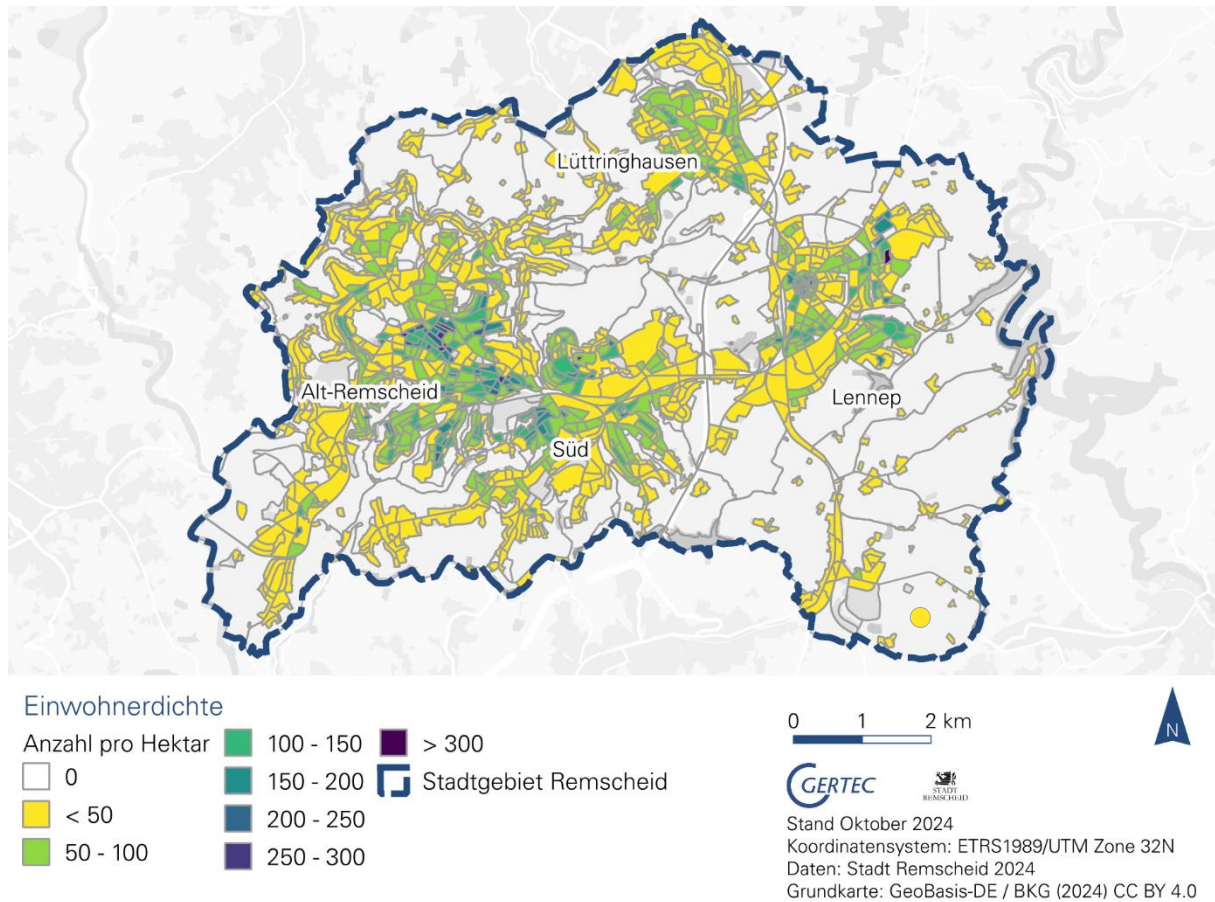 Lüttringhausen
Alt-Remscheid
Lennep
Süd
Einwohnerdichte
Anzahl pro Hektar
0
< 50
50 - 100
100 - 150
150 - 200
200 - 250
250 - 300
> 300
Stadtgebiet Remscheid
0 1 2 km
N
GERTEC
STADT
REMSCHEID
Stand Oktober 2024
Koordinatensystem: ETRS1989/UTM Zone 32N
Daten: Stadt Remscheid 2024
Grundkarte: GeoBasis-DE / BKG (2024) CC BY 4.0